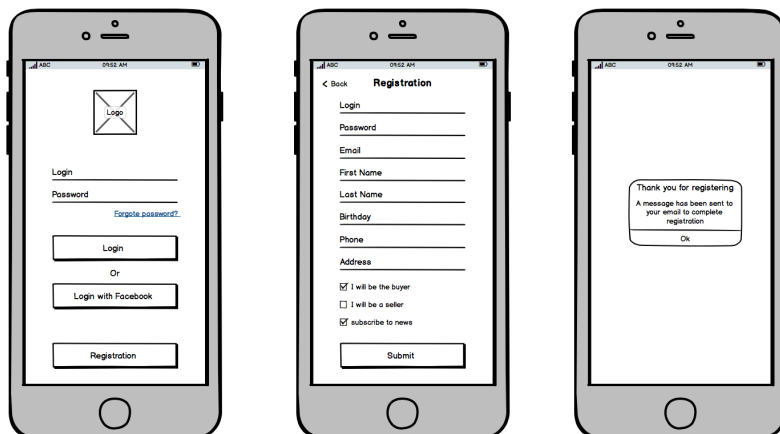 ABC 09:52 AM
Logo
Login
Password
Forgote password?
Login
Or
Login with Facebook
Registration
ABC 09:52 AM
< Back Registration
Login
Password
Email
First Name
Last Name
Birthday
Phone
Address
I will be the buyer
I will be a seller
subscribe to news
Submit
ABC 09:52 AM
Thank you for registering
A message has been sent to
your email to complete
registration
Ok